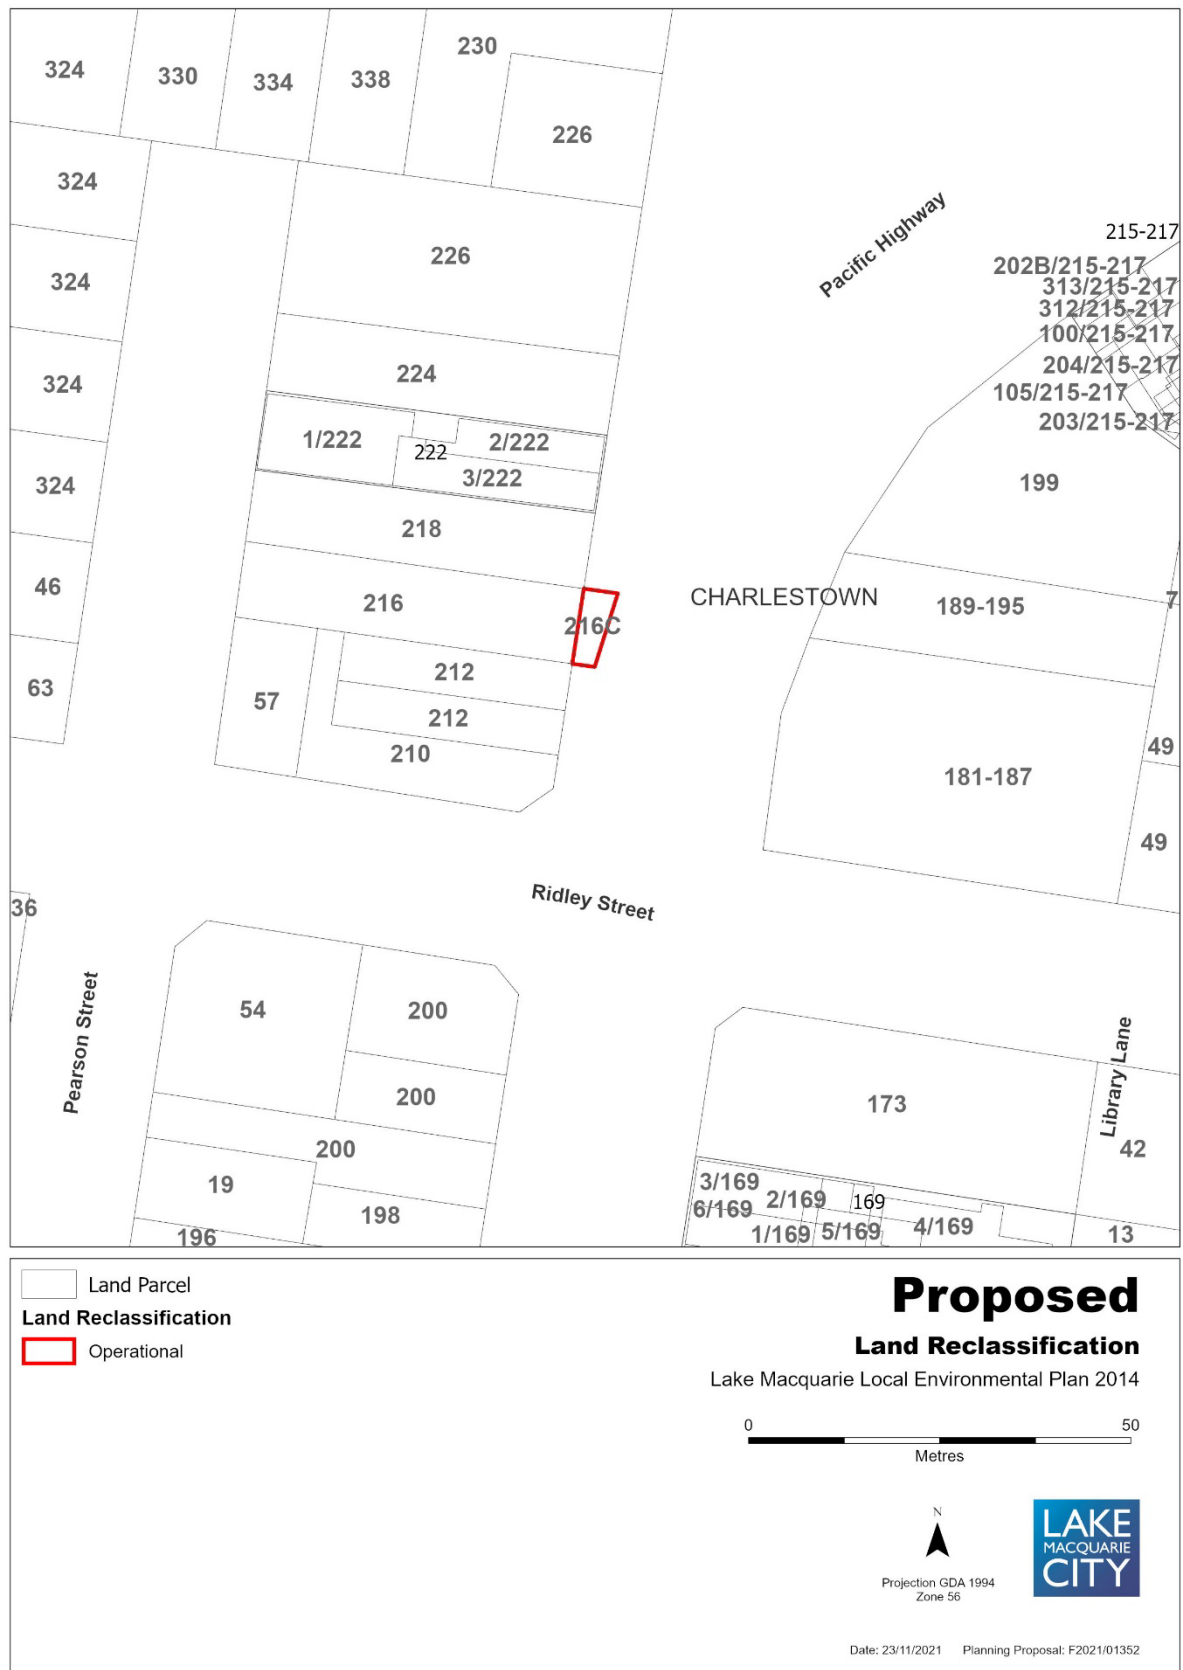 230
324
330
334
338
226
324
215-217
226
202B/215-217
324
313/215-217
312/215-217
Pacific Highway
100/215-217
204/215-217
224
324
105/215-217
203/215-217
1/222
2/222
222
3/222
199
324
218
46
216
CHARLESTOWN
189-195
7
216C
212
63
57
212
210
49
181-187
49
Ridley Street
36
54
200
Pearson Street
200
173
Library Lane
200
42
19
3/169
2/169
169
6/169
198
196
1/169
5/169
4/169
13
Land Parcel
Land Reclassification
Operational
Proposed
Land Reclassification
Lake Macquarie Local Environmental Plan 2014
0 50
Metres
N
Projection GDA 1994
Zone 56
LAKE
MACQUARIE
CITY
Date: 23/11/2021 Planning Proposal: F2021/01352